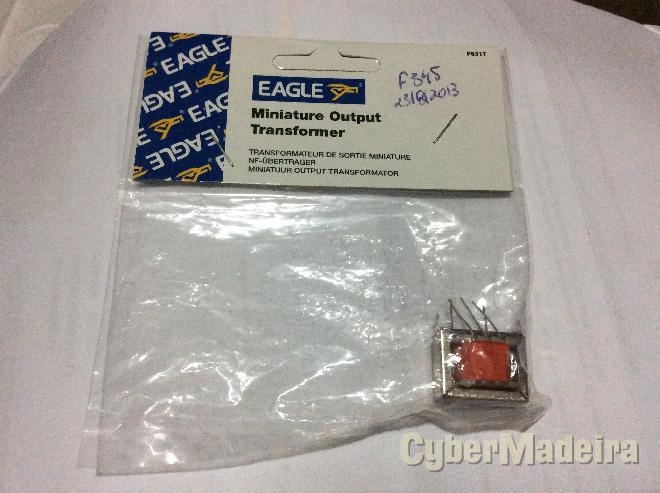 P631T
EAGLE
EAGLE
EAGLE
EAGLE
EAGLE
Miniature Output
Transformer
TRANSFORMATEUR DE SORTIE MINIATURE
NF-ÜBERTRAGER
MINIATUUR OUTPUT TRANSFORMATOR
F345
23/8/2013
CyberMadeira